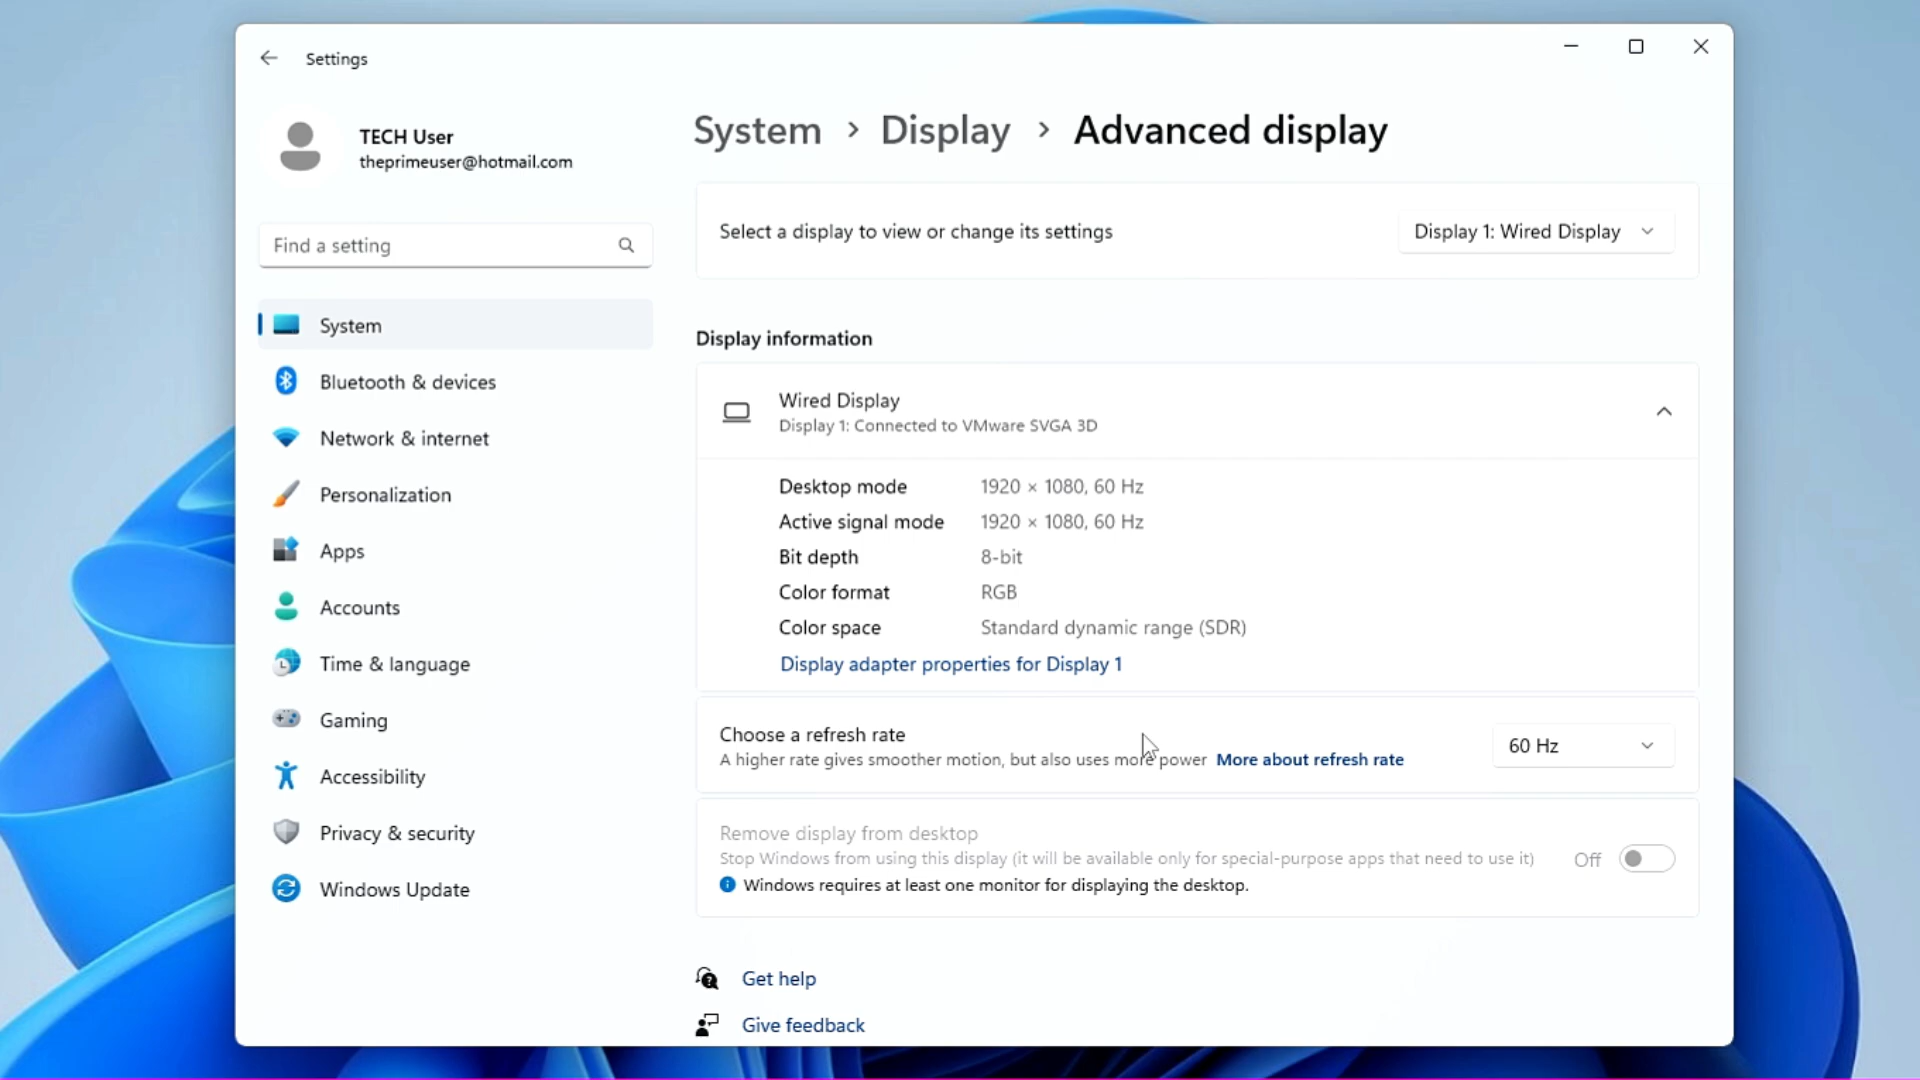 Settings
TECH User
theprimeuser@hotmail.com
Find a setting
System
Bluetooth & devices
Network & internet
Personalization
Apps
Accounts
Time & language
Gaming
Accessibility
Privacy & security
Windows Update
System > Display > Advanced display
Select a display to view or change its settings
Display 1: Wired Display
Display information
Wired Display
Display 1: Connected to VMware SVGA 3D
Desktop mode 1920 × 1080, 60 Hz
Active signal mode 1920 × 1080, 60 Hz
Bit depth 8-bit
Color format RGB
Color space Standard dynamic range (SDR)
Display adapter properties for Display 1
Choose a refresh rate
A higher rate gives smoother motion, but also uses more power More about refresh rate
60 Hz
Remove display from desktop
Stop Windows from using this display (it will be available only for special-purpose apps that need to use it)
Off
Windows requires at least one monitor for displaying the desktop.
Get help
Give feedback